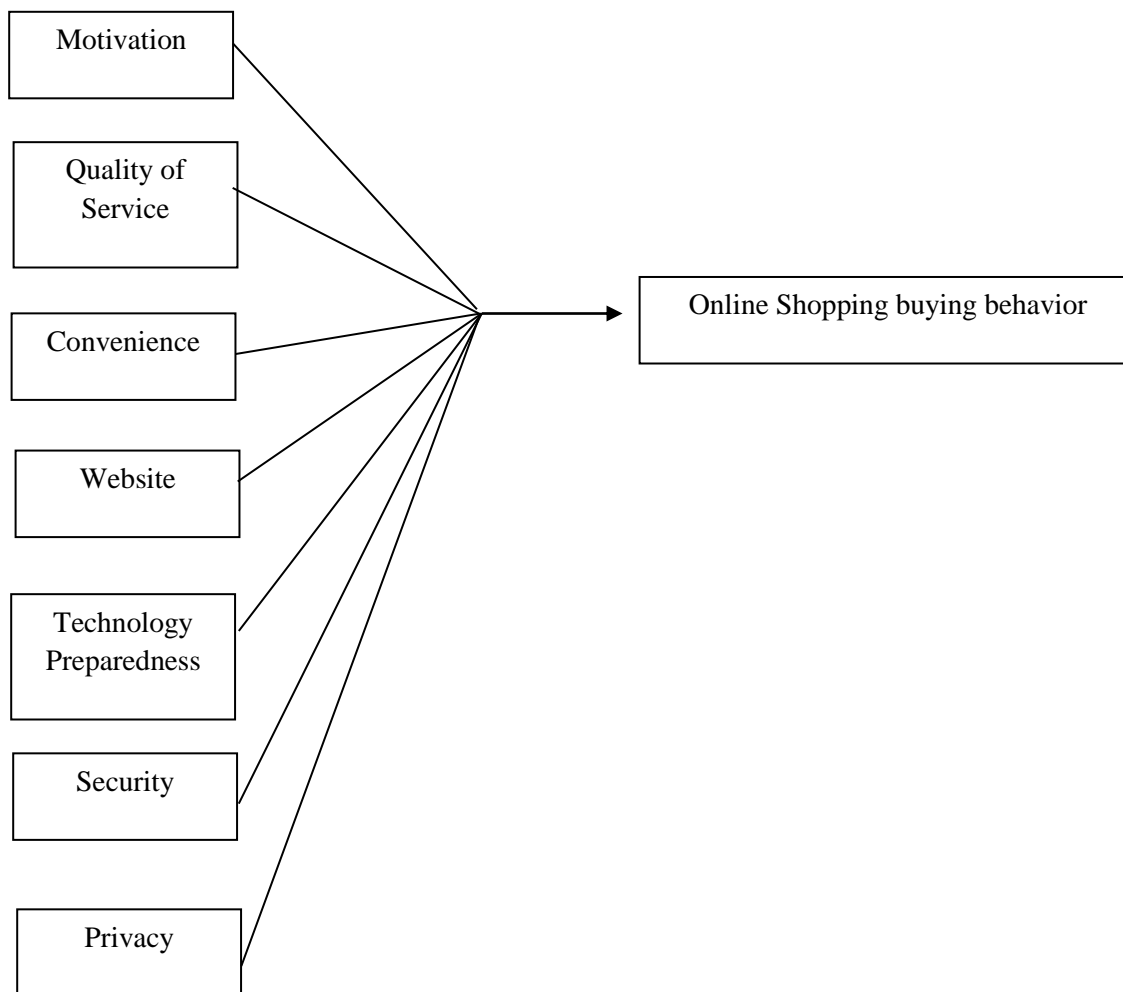 Motivation
Quality of
Service
Convenience
Website
Technology
Preparedness
Security
Privacy
Online Shopping buying behavior